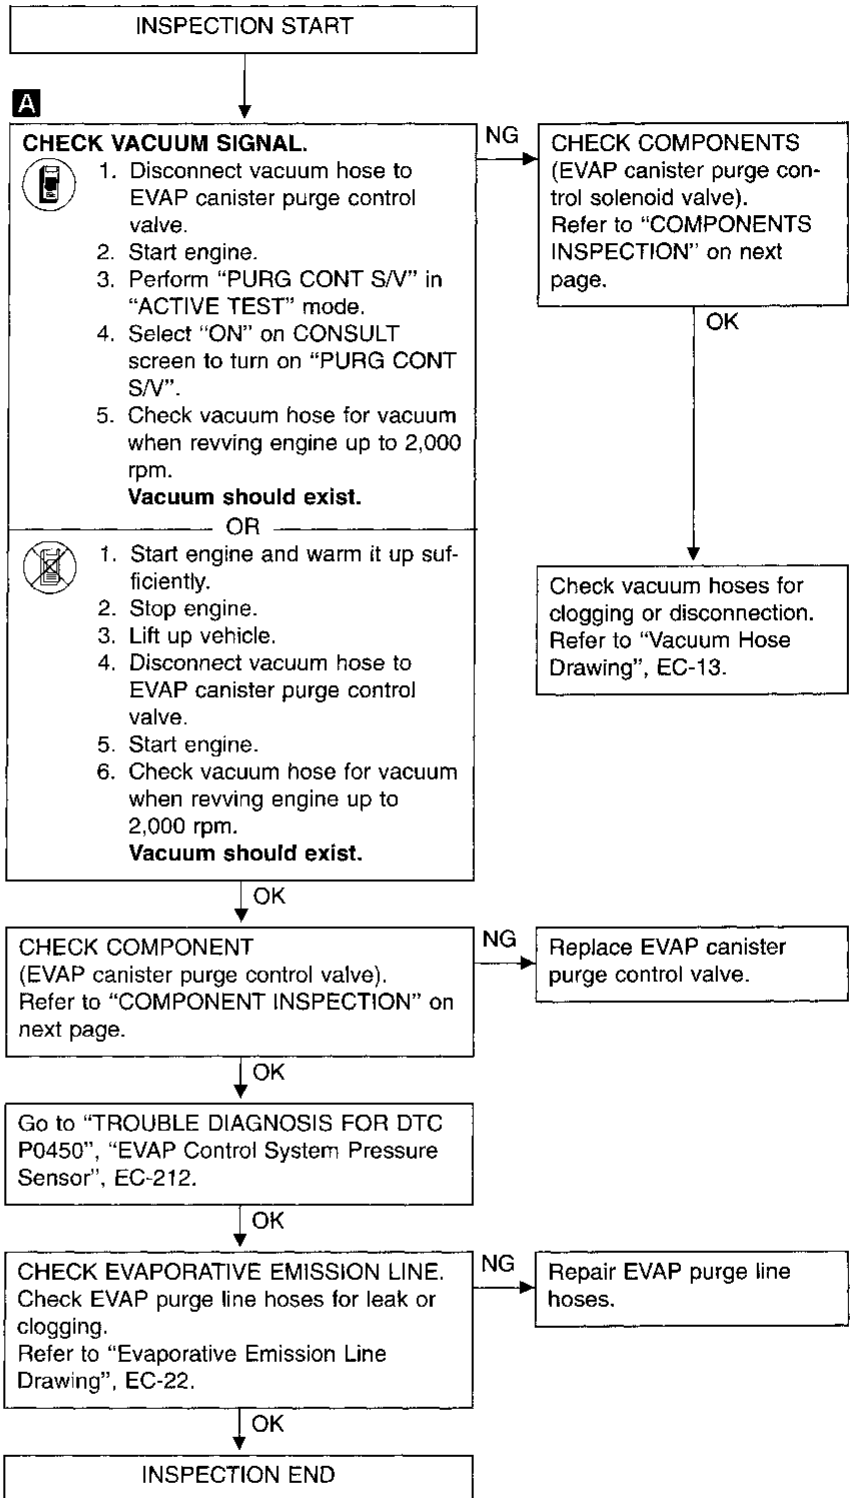 INSPECTION START
A
CHECK VACUUM SIGNAL.
1. Disconnect vacuum hose to
EVAP canister purge control
valve.
2. Start engine.
3. Perform “PURG CONT S/V” in
“ACTIVE TEST” mode.
4. Select “ON” on CONSULT
screen to turn on “PURG CONT
S/V”.
5. Check vacuum hose for vacuum
when revving engine up to 2,000
rpm.
Vacuum should exist.
OR
1. Start engine and warm it up suf-
ficiently.
2. Stop engine.
3. Lift up vehicle.
4. Disconnect vacuum hose to
EVAP canister purge control
valve.
5. Start engine.
6. Check vacuum hose for vacuum
when revving engine up to
2,000 rpm.
Vacuum should exist.
NG
CHECK COMPONENTS
(EVAP canister purge con-
trol solenoid valve).
Refer to “COMPONENTS
INSPECTION” on next
page.
OK
Check vacuum hoses for
clogging or disconnection.
Refer to “Vacuum Hose
Drawing”, EC-13.
OK
CHECK COMPONENT
(EVAP canister purge control valve).
Refer to “COMPONENT INSPECTION” on
next page.
NG
Replace EVAP canister
purge control valve.
OK
Go to “TROUBLE DIAGNOSIS FOR DTC
P0450”, “EVAP Control System Pressure
Sensor”, EC-212.
OK
CHECK EVAPORATIVE EMISSION LINE.
Check EVAP purge line hoses for leak or
clogging.
Refer to “Evaporative Emission Line
Drawing”, EC-22.
NG
Repair EVAP purge line
hoses.
OK
INSPECTION END